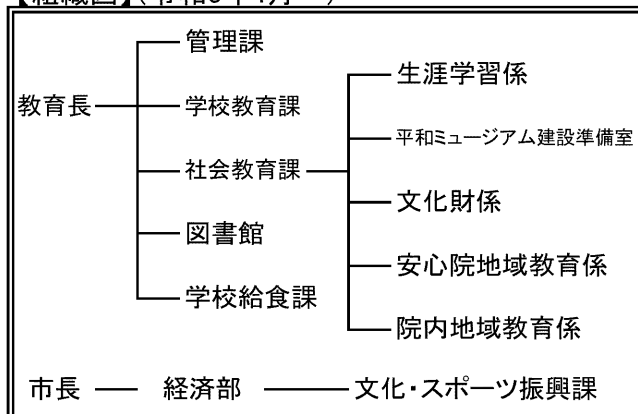 管理課
生涯学習係
教育長
学校教育課
平和ミュージアム建設準備室
社会教育課
文化財係
図書館
安心院地域教育係
学校給食課
院内地域教育係
市長 経済部 文化・スポーツ振興課